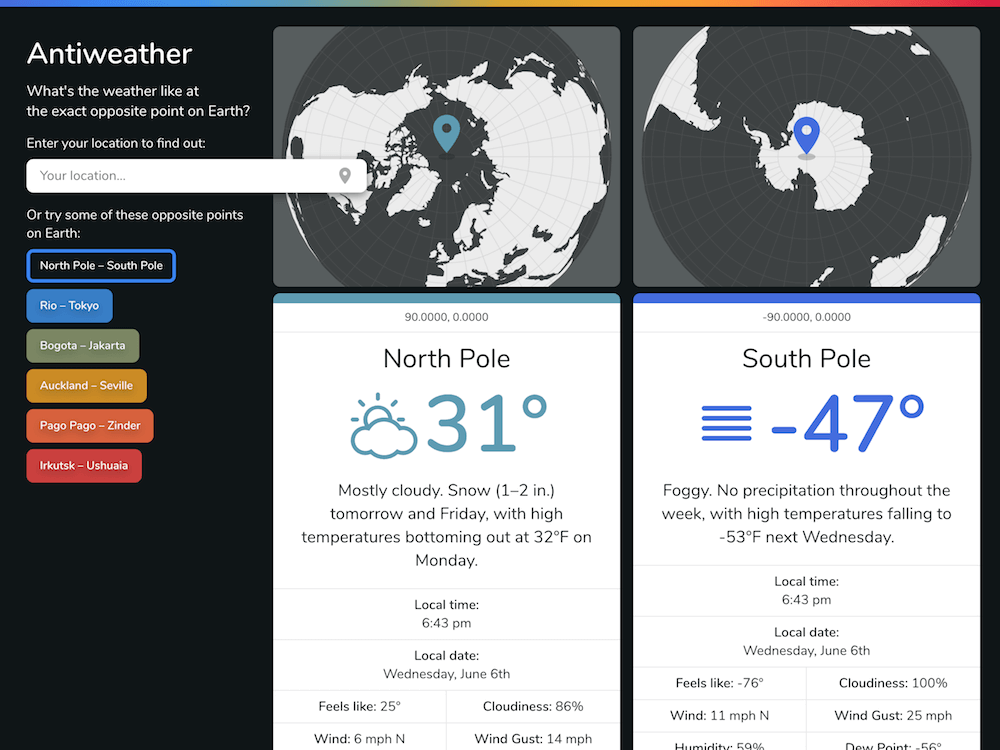 Antiweather
What's the weather like at
the exact opposite point on Earth?
Enter your location to find out:
Your location...
Or try some of these opposite points
on Earth:
North Pole – South Pole
Rio – Tokyo
Bogota – Jakarta
Auckland – Seville
Pago Pago – Zinder
Irkutsk – Ushuaia
90.0000, 0.0000
North Pole
31°
Mostly cloudy. Snow (1–2 in.)
tomorrow and Friday, with high
temperatures bottoming out at 32°F on
Monday.
Local time:
6:43 pm
Local date:
Wednesday, June 6th
Feels like: 25°
Cloudiness: 86%
Wind: 6 mph N
Wind Gust: 14 mph
-90.0000, 0.0000
South Pole
-47°
Foggy. No precipitation throughout the
week, with high temperatures falling to
-53°F next Wednesday.
Local time:
6:43 pm
Local date:
Wednesday, June 6th
Feels like: -76°
Cloudiness: 100%
Wind: 11 mph N
Wind Gust: 25 mph
Humidity: 59%
Dew Point: -56°